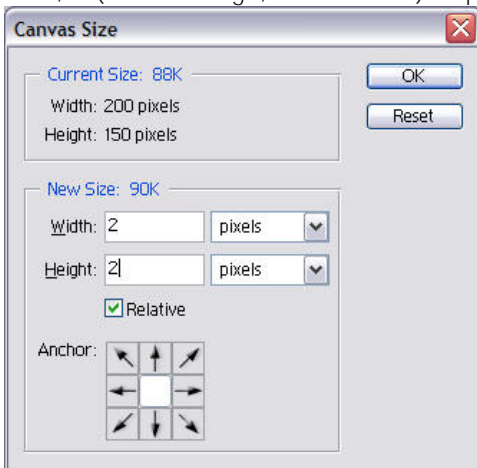 Canvas Size
Current Size: 88K
Width: 200 pixels
Height: 150 pixels
OK
Reset
New Size: 90K
Width: 2 pixels
Height: 2 pixels
Relative
Anchor: